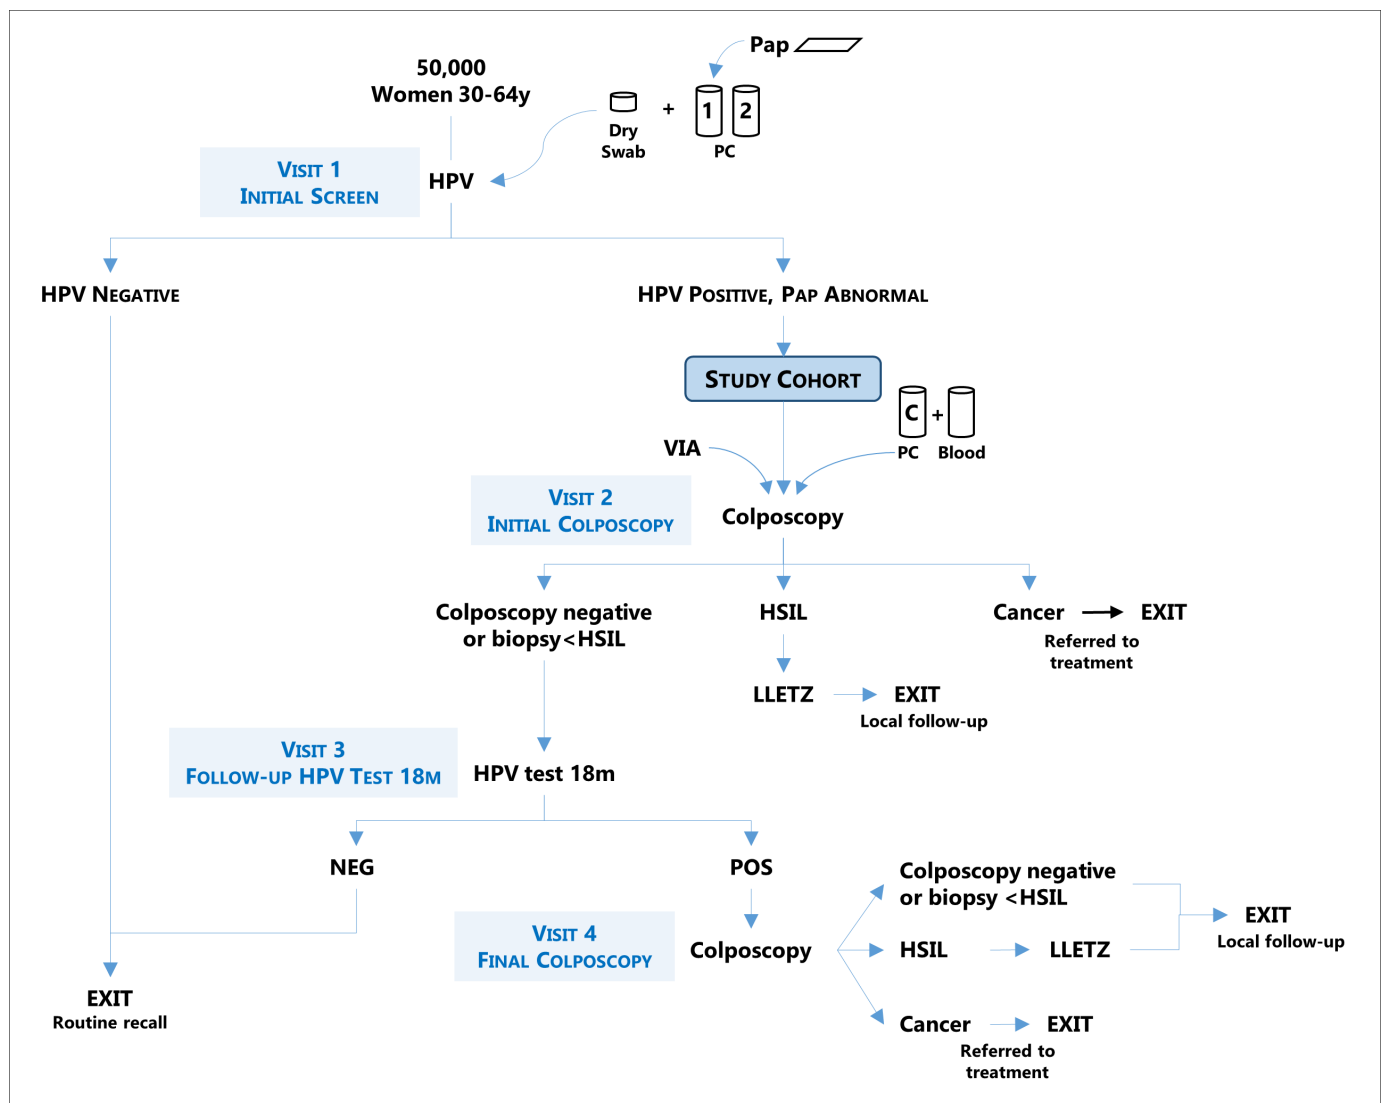 Pap
50,000
Women 30-64y
1
2
+
Dry
Swab
PC
VISIT 1
INITIAL SCREEN
HPV
HPV NEGATIVE
HPV POSITIVE, PAP ABNORMAL
STUDY COHORT
C
+
VIA
PC
Blood
VISIT 2
INITIAL COLPOSCOPY
Colposcopy
Colposcopy negative
or biopsy<HSIL
HSIL
Cancer
EXIT
Referred to
treatment
LLETZ
EXIT
Local follow-up
VISIT 3
FOLLOW-UP HPV TEST 18M
HPV test 18m
NEG
POS
VISIT 4
FINAL COLPOSCOPY
Colposcopy
Colposcopy negative
or biopsy <HSIL
EXIT
Local follow-up
HSIL
LLETZ
Cancer
EXIT
Referred to
treatment
EXIT
Routine recall